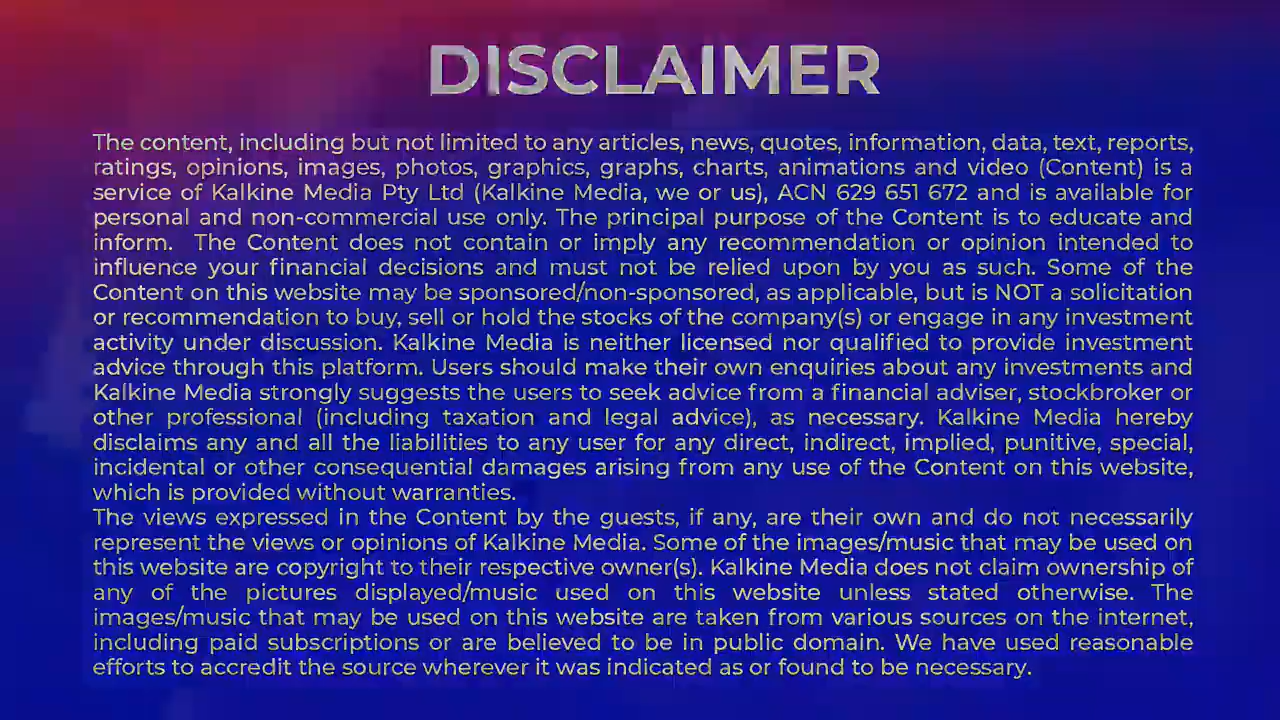 DISCLAIMER
The content, including but not limited to any articles, news, quotes, information, data, text, reports,
ratings, opinions, images, photos, graphics, graphs, charts, animations and video (Content) is a
service of Kalkine Media Pty Ltd (Kalkine Media, we or us), ACN 629 651 672 and is available for
personal and non-commercial use only. The principal purpose of the Content is to educate and
inform. The Content does not contain or imply any recommendation or opinion intended to
influence your financial decisions and must not be relied upon by you as such. Some of the
Content on this website may be sponsored/non-sponsored, as applicable, but is NOT a solicitation
or recommendation to buy, sell or hold the stocks of the company(s) or engage in any investment
activity under discussion. Kalkine Media is neither licensed nor qualified to provide investment
advice through this platform. Users should make their own enquiries about any investments and
Kalkine Media strongly suggests the users to seek advice from a financial adviser, stockbroker or
other professional (including taxation and legal advice), as necessary. Kalkine Media hereby
disclaims any and all the liabilities to any user for any direct, indirect, implied, punitive, special,
incidental or other consequential damages arising from any use of the Content on this website,
which is provided without warranties.
The views expressed in the Content by the guests, if any, are their own and do not necessarily
represent the views or opinions of Kalkine Media. Some of the images/music that may be used on
this website are copyright to their respective owner(s). Kalkine Media does not claim ownership of
any of the pictures displayed/music used on this website unless stated otherwise. The
images/music that may be used on this website are taken from various sources on the internet,
including paid subscriptions or are believed to be in public domain. We have used reasonable
efforts to accredit the source wherever it was indicated as or found to be necessary.